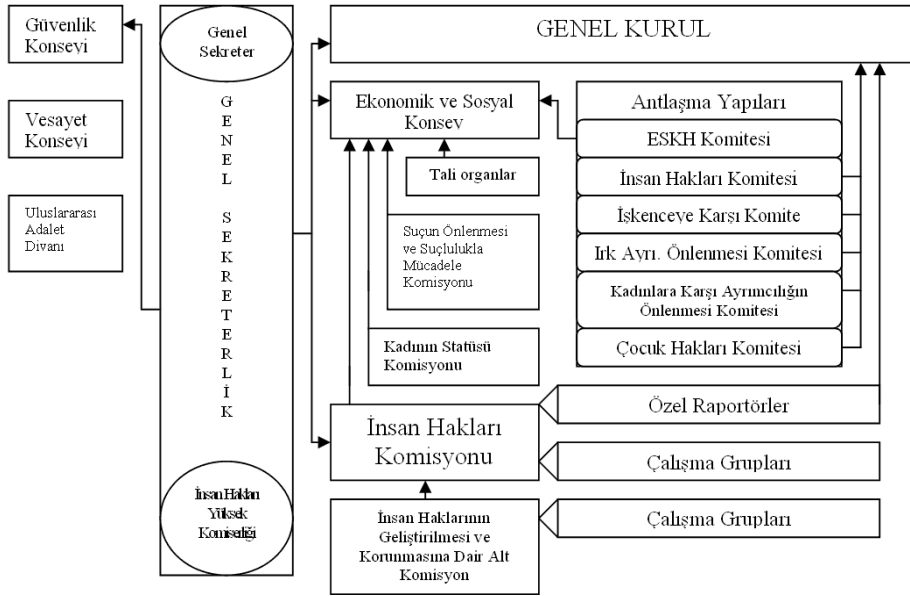 Güvenlik
Konseyi
Vesayet
Konseyi
Uluslararası
Adalet
Divanı
Genel
Sekreter
G
E
N
E
L
S
E
K
R
E
T
E
R
L
İ
K
İnsan Hakları
Yüksek
Komiserliği
GENEL KURUL
Ekonomik ve Sosyal
Konsey
Tali organlar
Suçun Önlenmesi
ve Suçlulukla
Mücadele
Komisyonu
Kadının Statüsü
Komisyonu
İnsan Hakları
Komisyonu
İnsan Haklarının
Geliştirilmesi ve
Korunmasına Dair Alt
Komisyon
Antlaşma Yapıları
ESKH Komitesi
İnsan Hakları Komitesi
İşkenceye Karşı Komite
Irk Ayrı. Önlenmesi Komitesi
Kadınlara Karşı Ayrımcılığın
Önlenmesi Komitesi
Çocuk Hakları Komitesi
Özel Raportörler
Çalışma Grupları
Çalışma Grupları